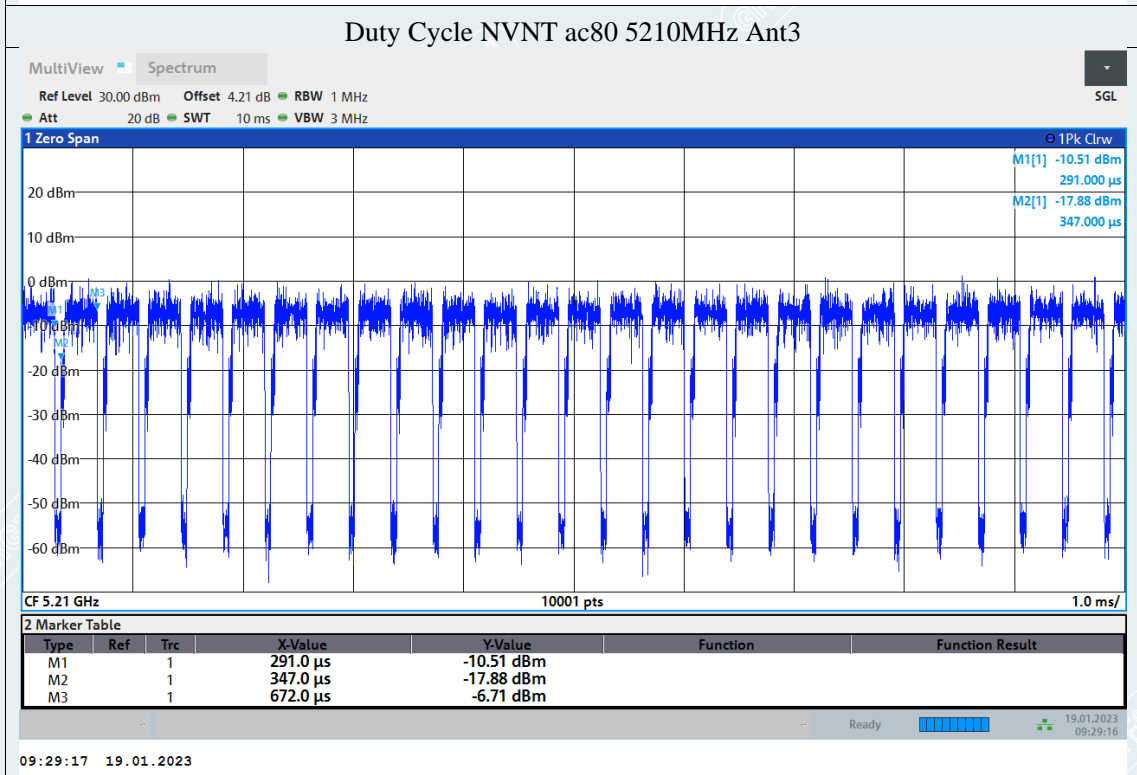 Duty Cycle NVNT ac80 5210MHz Ant3
MultiView Spectrum
Ref Level 30.00 dBm Offset 4.21 dB RBW 1 MHz SGL
Att 20 dB SWT 10 ms VBW 3 MHz
1 Zero Span 1Pk Clrw
M1[1] -10.51 dBm
291.000 µs
20 dBm M2[1] -17.88 dBm
347.000 µs
10 dBm
0 dBm
M3
M1
-10 dBm
M2
-20 dBm
-30 dBm
-40 dBm
-50 dBm
-60 dBm
CF 5.21 GHz 10001 pts 1.0 ms/
2 Marker Table
Type Ref Trc X-Value Y-Value Function Function Result
M1 1 291.0 µs -10.51 dBm
M2 1 347.0 µs -17.88 dBm
M3 1 672.0 µs -6.71 dBm
Ready 19.01.2023
09:29:16
09:29:17 19.01.2023